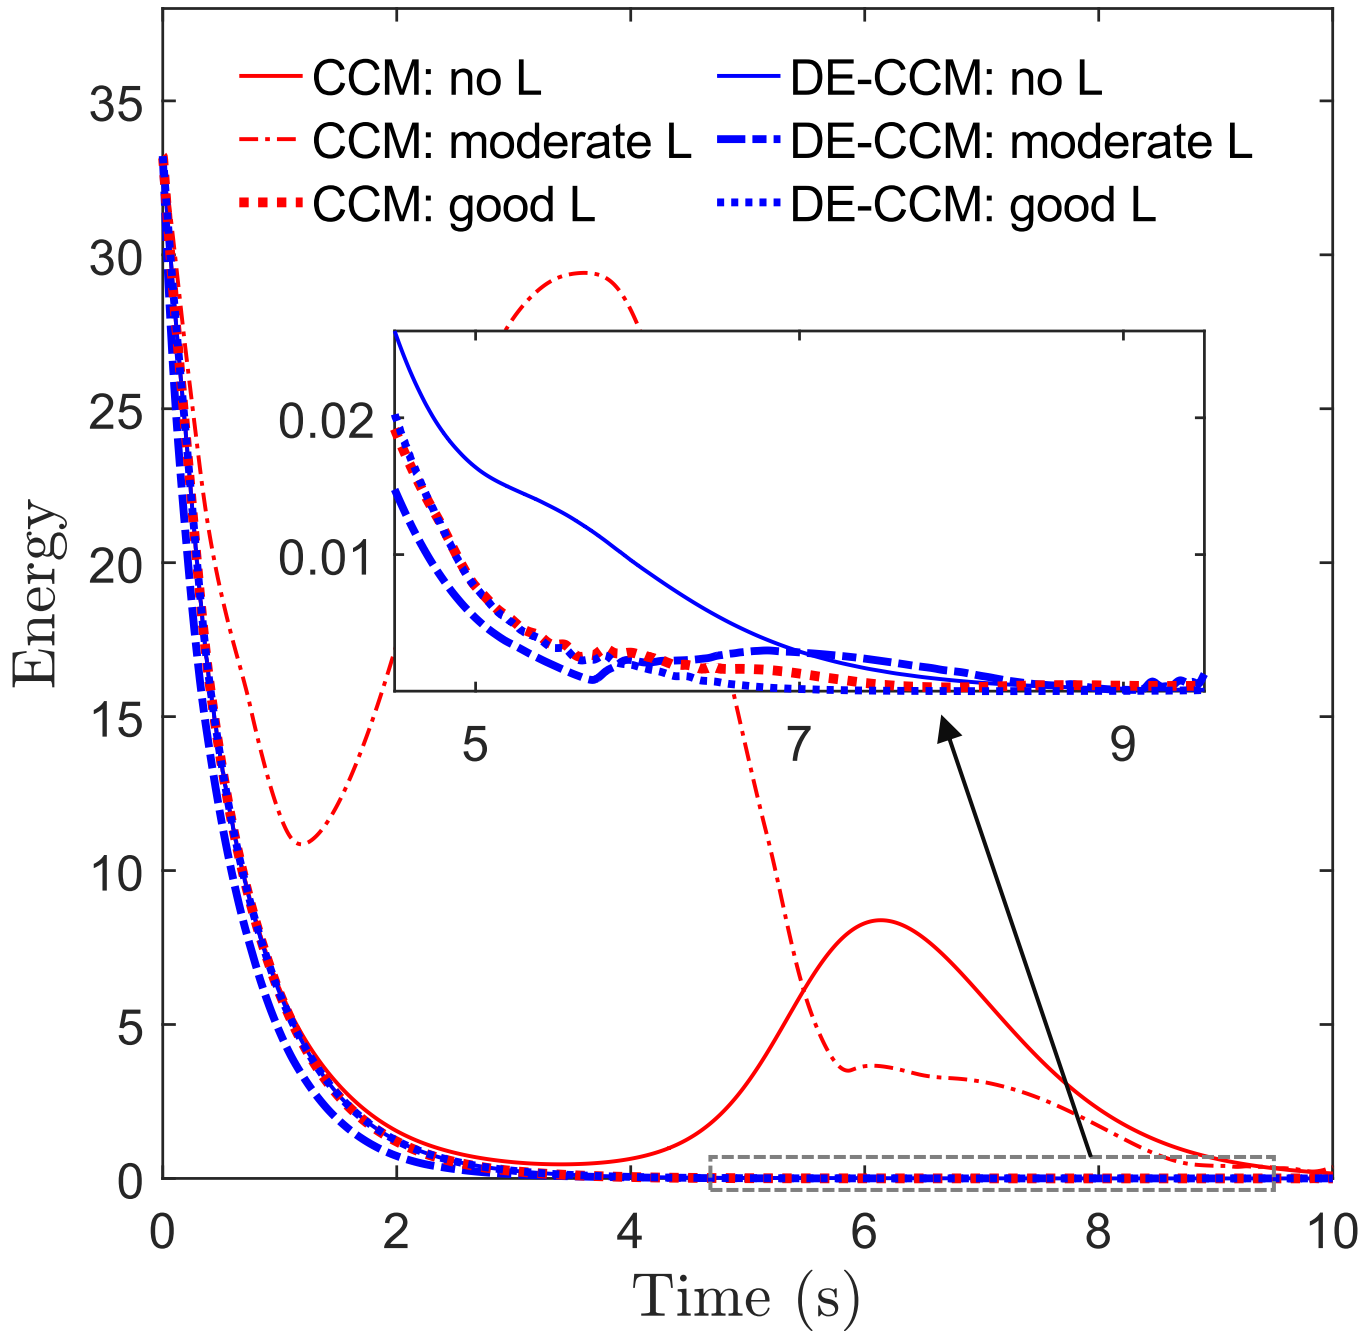 CCM: no L
DE-CCM: no L
CCM: moderate L
DE-CCM: moderate L
CCM: good L
DE-CCM: good L
35
30
25
20
15
10
5
0
Energy
0.02
0.01
5 7 9
0 2 4 6 8 10
Time (s)